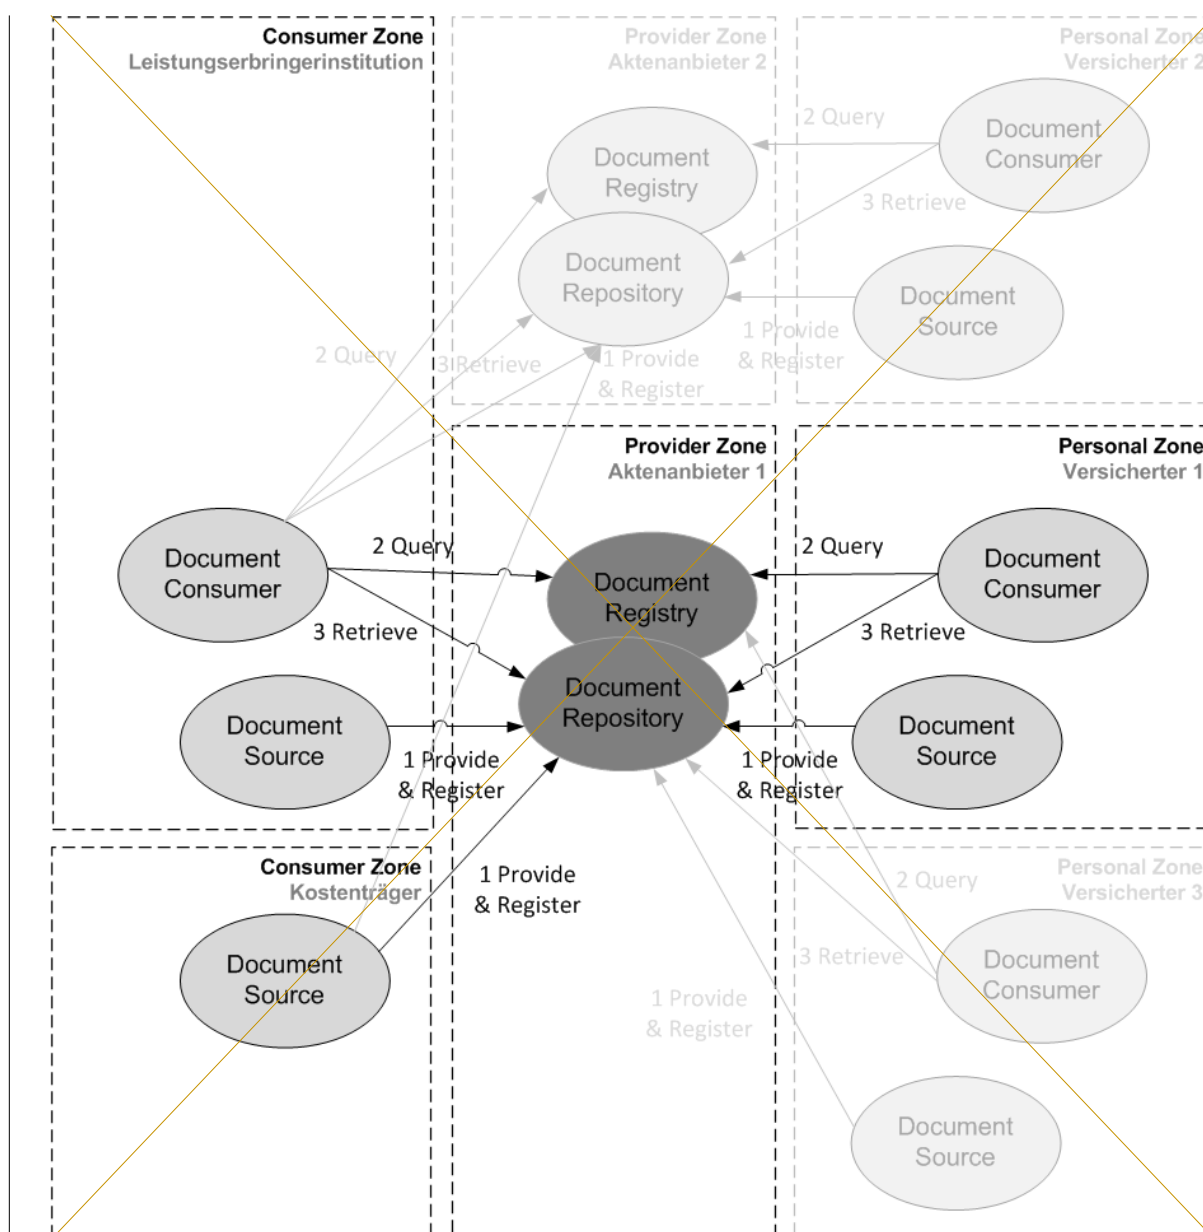 Consumer Zone
Leistungserbringerinstitution
Provider Zone
Aktenanbieter 2
Personal Zone
Versicherter 2
Document
Registry
Document
Repository
2 Query
Document
Consumer
3 Retrieve
Document
Source
1 Provide
& Register
2 Query
3 Retrieve
1 Provide
& Register
Provider Zone
Aktenanbieter 1
Personal Zone
Versicherter 1
Document
Consumer
2 Query
3 Retrieve
Document
Source
1 Provide
& Register
Document
Registry
Document
Repository
2 Query
Document
Consumer
3 Retrieve
Document
Source
1 Provide
& Register
Consumer Zone
Kostenträger
Document
Source
1 Provide
& Register
Personal Zone
Versicherter 3
2 Query
Document
Consumer
3 Retrieve
1 Provide
& Register
Document
Source